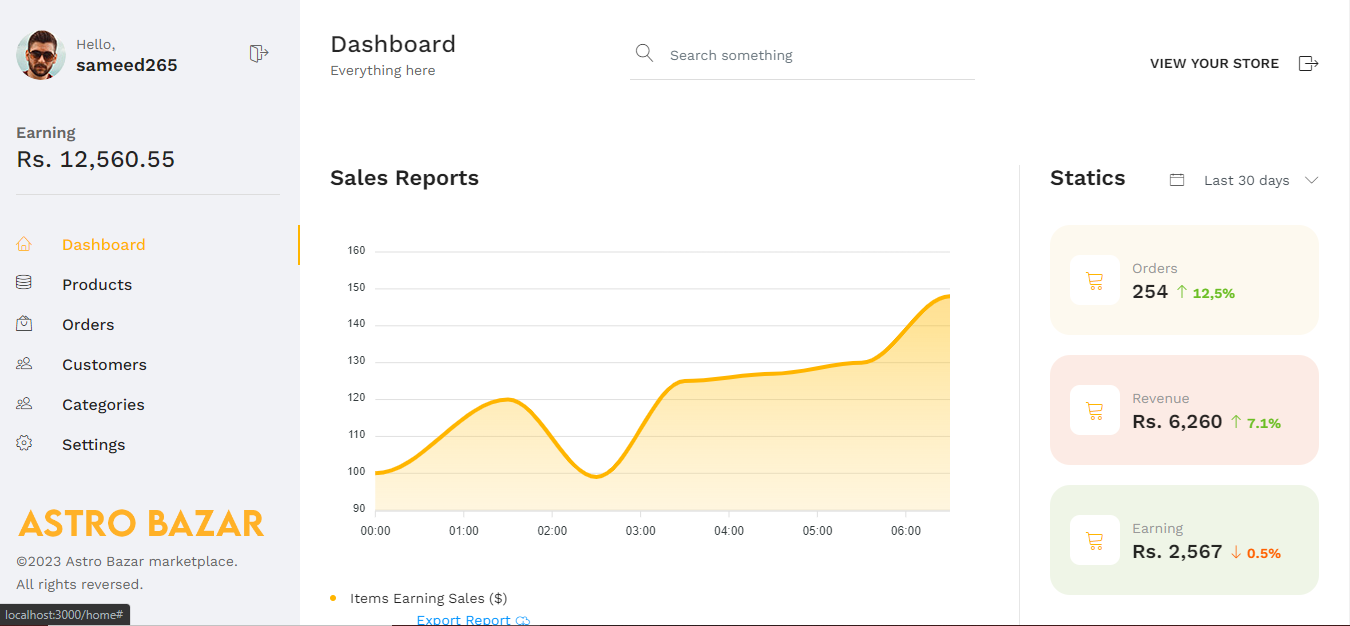 Hello,
sameed265
Earning
Rs. 12,560.55
Dashboard
Products
Orders
Customers
Categories
Settings
ASTRO BAZAR
©2023 Astro Bazar marketplace.
All rights reversed.
localhost:3000/home#
Dashboard
Everything here
Search something
VIEW YOUR STORE
Sales Reports
160
150
140
130
120
110
100
90
00:00 01:00 02:00 03:00 04:00 05:00 06:00
Items Earning Sales ($)
Export Report
Statics
Last 30 days
Orders
254 ↑ 12,5%
Revenue
Rs. 6,260 ↑ 7.1%
Earning
Rs. 2,567 ↓ 0.5%